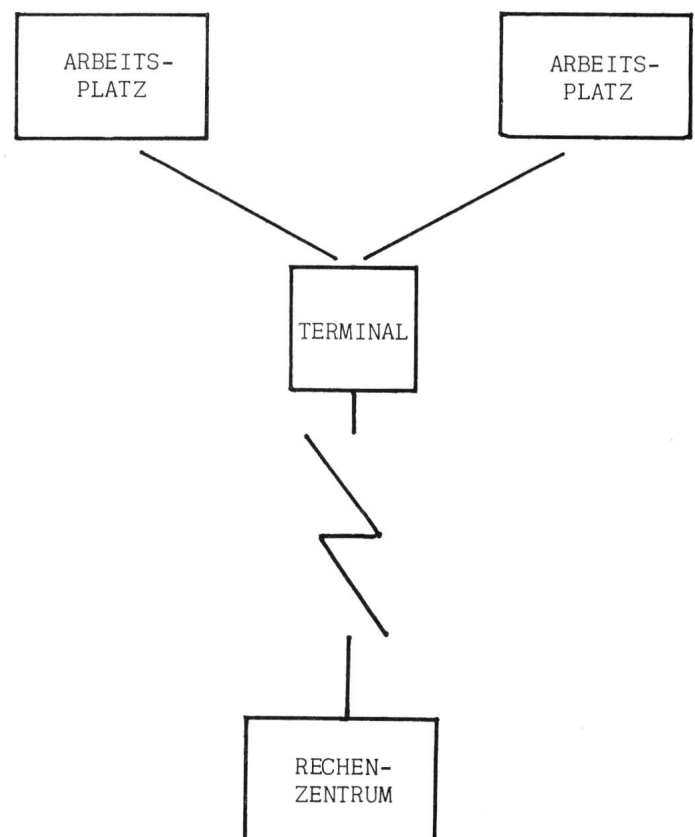 ARBEITS-
PLATZ
ARBEITS-
PLATZ
TERMINAL
RECHEN-
ZENTRUM